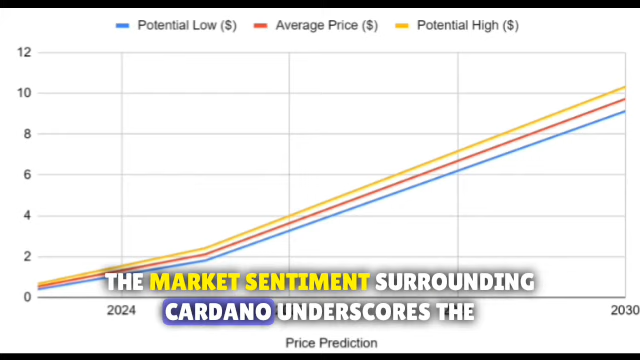 Potential Low ($) Average Price ($) Potential High ($)
12
10
8
6
4
2
0
THE MARKET SENTIMENT SURROUNDING
CARDANO UNDERSCORES THE
2024 2030
Price Prediction